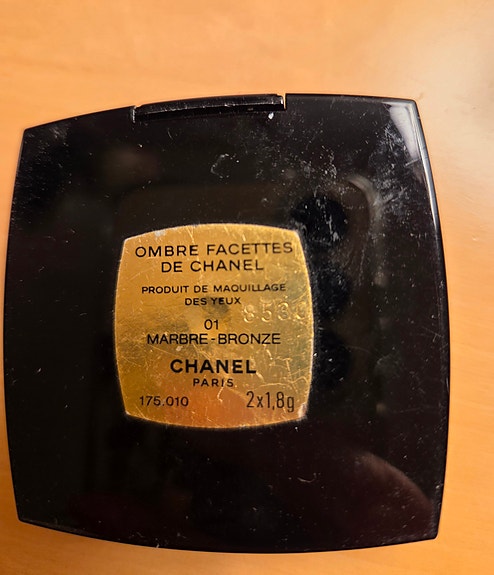 OMBRE FACETTES
DE CHANEL
PRODUIT DE MAQUILLAGE
DES YEUX
01
MARBRE-BRONZE
CHANEL
PARIS
175.010 2x1,8g